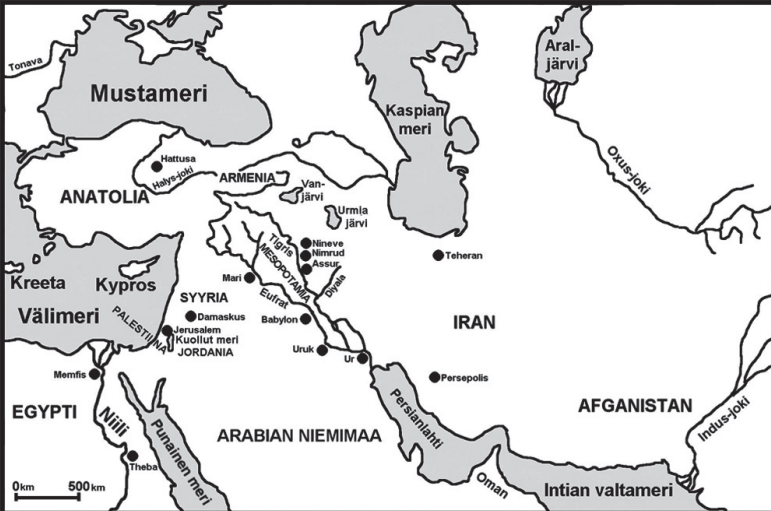 Tonava
Mustameri
Kaspian
meri
Aral-
järvi
Oxus-joki
Hattusa
Halys-joki
ANATOLIA
ARMENIA
Van-
järvi
Urmia
järvi
Tigris
MESOPOTAMIA
Nineve
Nimrud
Assur
Diyala
Teheran
Kreeta
Kypros
Välimeri
SYYRIA
Mari
Eufrat
Damaskus
Babylon
IRAN
PALESTIINA
Jerusalem
Kuollut meri
JORDANIA
Uruk
Ur
Memfis
Persepolis
EGYPTI
Niili
Punainen meri
ARABIAN NIEMIMAA
Persianlahti
AFGANISTAN
Indus-joki
Theba
Oman
Intian valtameri
0km 500km